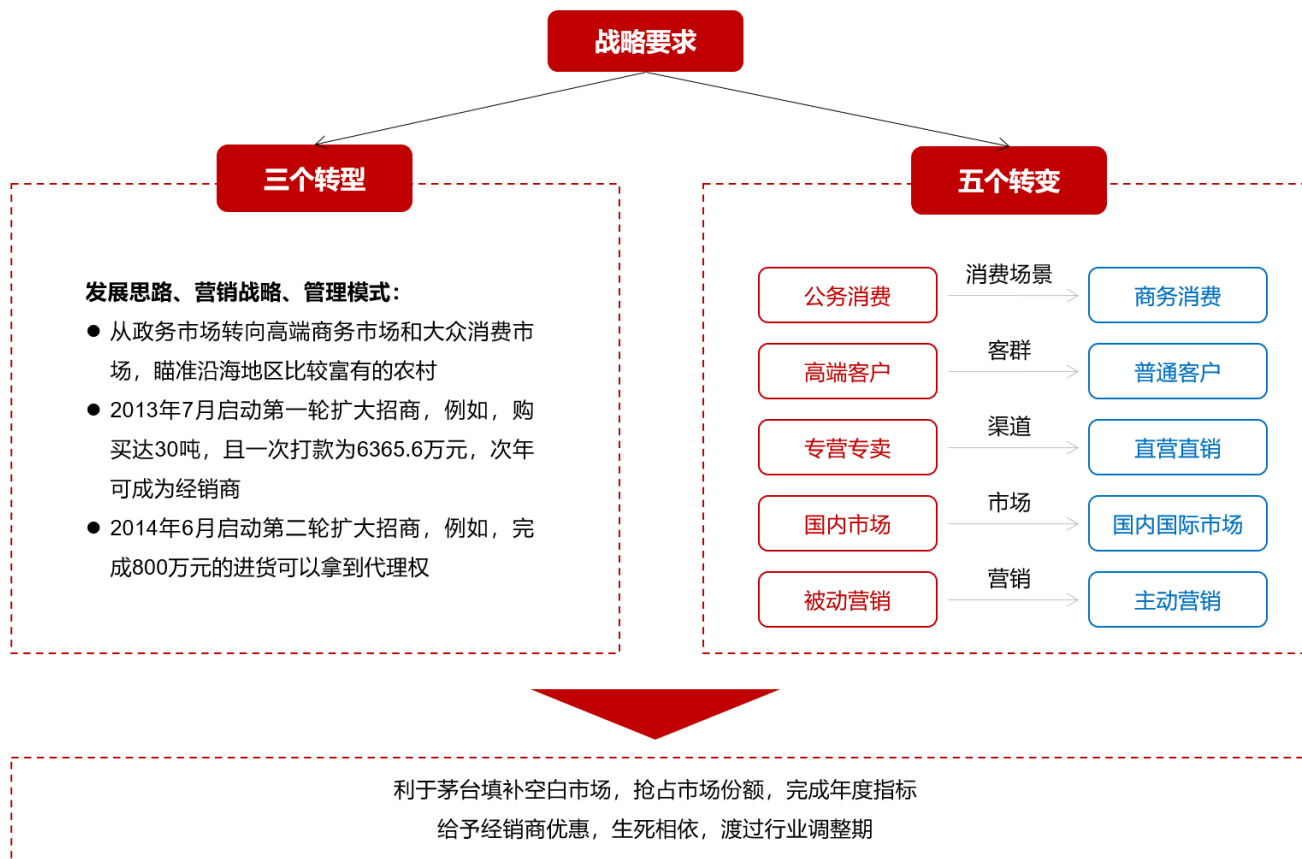 战略要求
三个转型
发展思路、营销战略、管理模式：
● 从政务市场转向高端商务市场和大众消费市
场，瞄准沿海地区比较富有的农村
● 2013年7月启动第一轮扩大招商，例如，购
买达30吨，且一次打款为6365.6万元，次年
可成为经销商
● 2014年6月启动第二轮扩大招商，例如，完
成800万元的进货可以拿到代理权
五个转变
公务消费 消费场景 商务消费
高端客户 客群 普通客户
专营专卖 渠道 直营直销
国内市场 市场 国内国际市场
被动营销 营销 主动营销
利于茅台填补空白市场，抢占市场份额，完成年度指标
给予经销商优惠，生死相依，渡过行业调整期